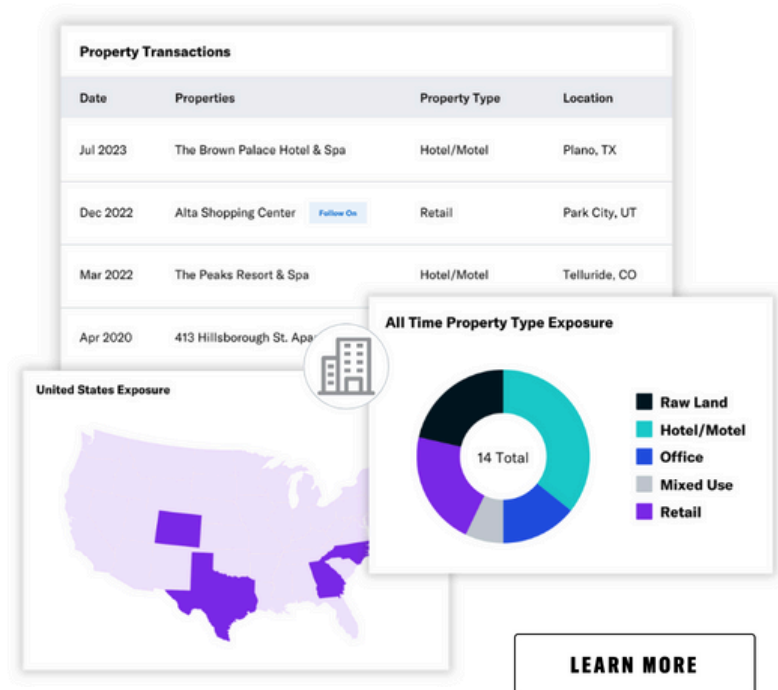 Property Transactions
Date Properties Property Type Location
Jul 2023 The Brown Palace Hotel & Spa Hotel/Motel Plano, TX
Dec 2022 Alta Shopping Center Follow On Retail Park City, UT
Mar 2022 The Peaks Resort & Spa Hotel/Motel Telluride, CO
Apr 2020 413 Hillsborough St.
All Time Property Type Exposure
14 Total
Raw Land
Hotel/Motel
Office
Mixed Use
Retail
United States Exposure
LEARN MORE